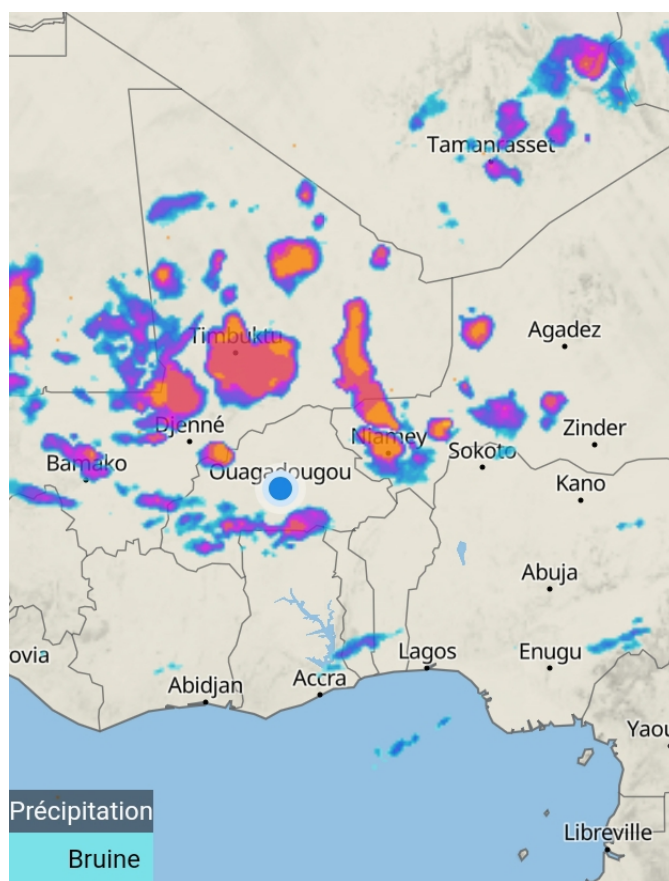 Tamanrasset
Timbuktu
Agadez
Djenné
Niamey
Zinder
Bamako
Sokoto
Ouagadougou
Kano
Abuja
ovia
Lagos
Enugu
Abidjan
Accra
Yaou
Précipitation
Libreville
Bruine